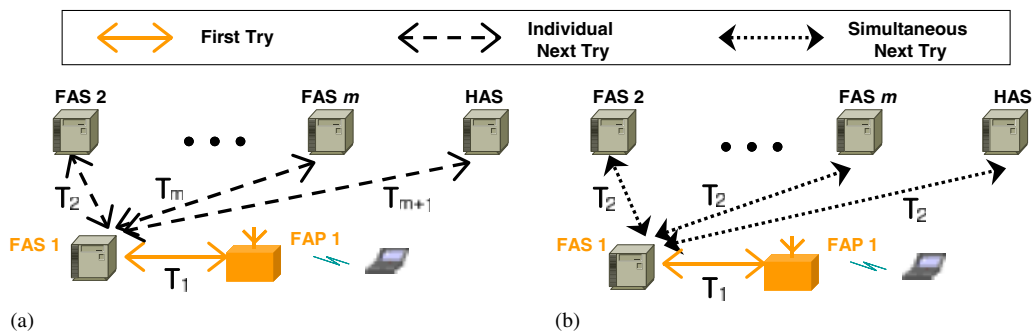 First Try
Individual
Next Try
Simultaneous
Next Try
FAS 2
FAS m
HAS
T2
Tm
Tm+1
FAS 1
FAP 1
T1
(a)
FAS 2
FAS m
HAS
T2
T2
T2
FAS 1
FAP 1
T1
(b)